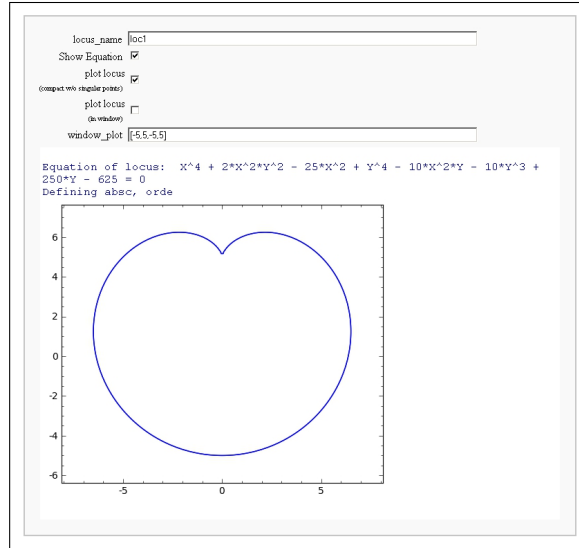 locus_name loc1
Show Equation
plot locus
(compact w/o singular points)
plot locus
(in window)
window_plot [-5,5,-5,5]
Equation of locus:  X^4 + 2*X^2*Y^2 - 25*X^2 + Y^4 - 10*X^2*Y - 10*Y^3 +
250*Y - 625 = 0
Defining absc, orde
6
4
2
0
-2
-4
-6
-5 0 5